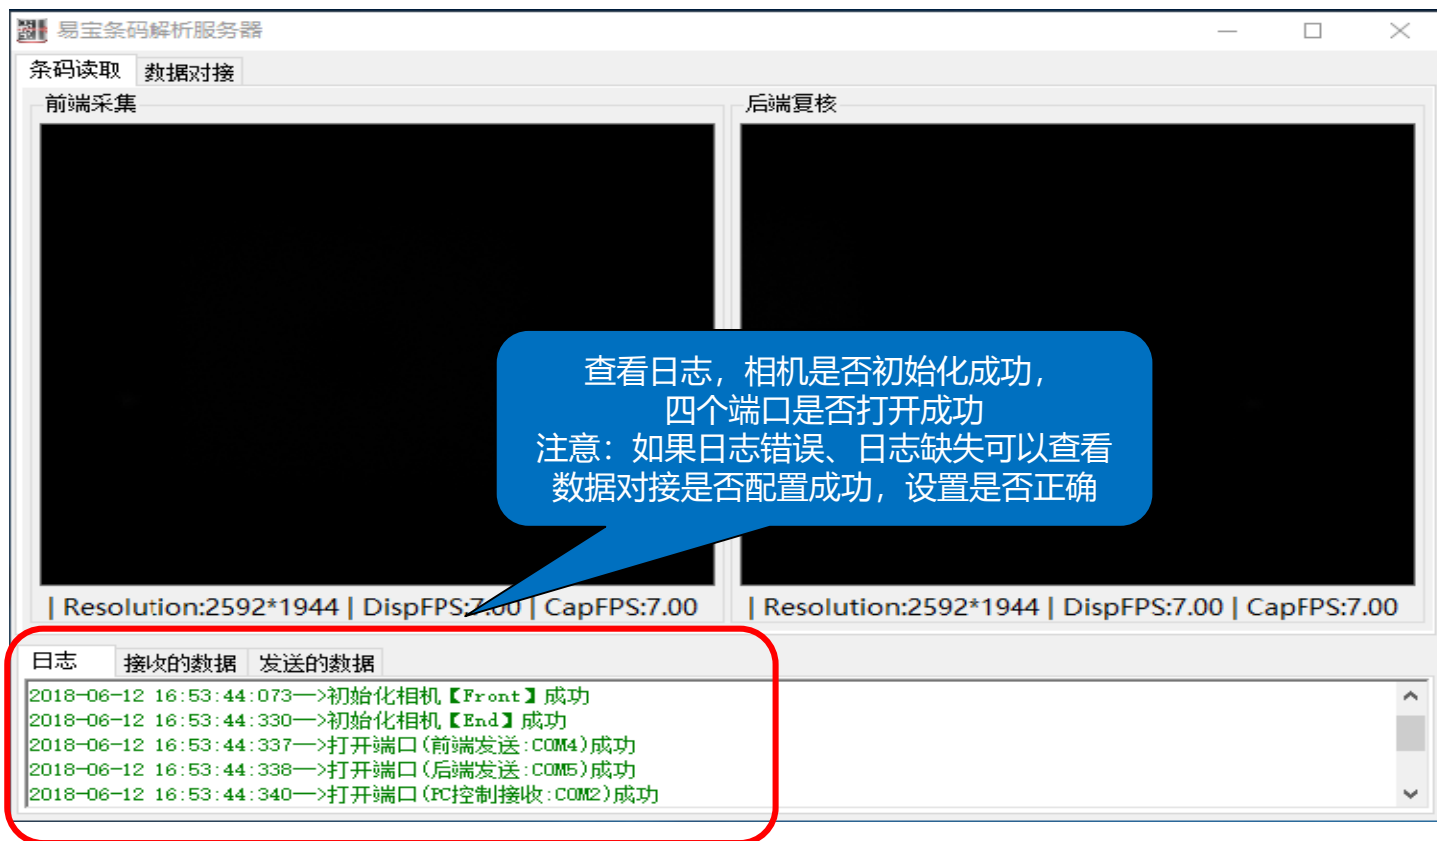 易宝条码解析服务器
条码读取 数据对接
前端采集
后端复核
查看日志，相机是否初始化成功，
四个端口是否打开成功
注意：如果日志错误、日志缺失可以查看
数据对接是否配置成功，设置是否正确
| Resolution:2592*1944 | DispFPS:7.00 | CapFPS:7.00
| Resolution:2592*1944 | DispFPS:7.00 | CapFPS:7.00
日志 接收的数据 发送的数据
2018-06-12 16:53:44:073—>初始化相机【Front】成功
2018-06-12 16:53:44:330—>初始化相机【End】成功
2018-06-12 16:53:44:337—>打开端口(前端发送:COM4)成功
2018-06-12 16:53:44:338—>打开端口(后端发送:COM5)成功
2018-06-12 16:53:44:340—>打开端口(PC控制接收:COM2)成功